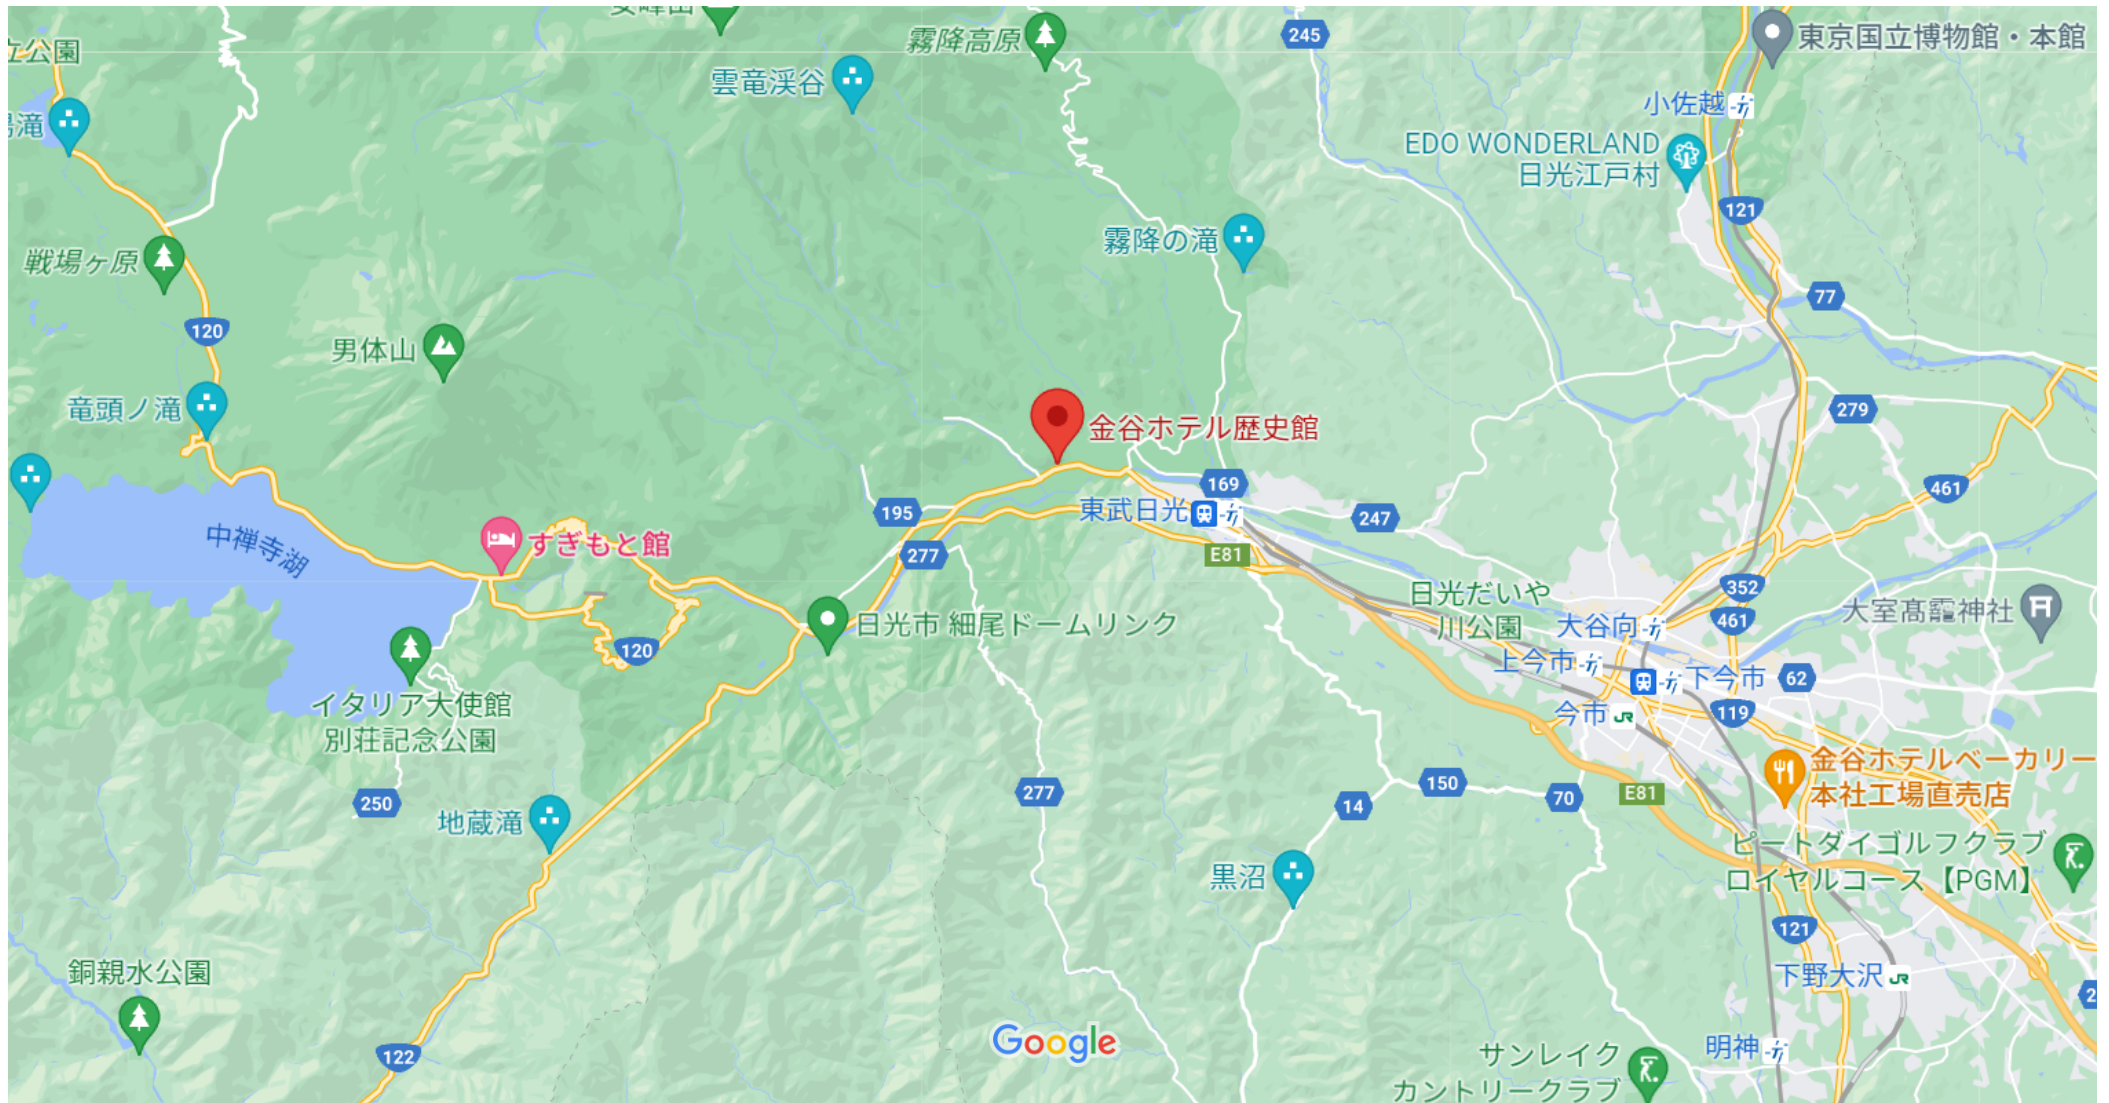 245
東京国立博物館・本館
霧降高原
立公園
雲竜渓谷
小佐越
EDO WONDERLAND
日光江戸村
121
霧降の滝
戦場ヶ原
77
120
男体山
竜頭ノ滝
279
金谷ホテル歴史館
169
461
東武日光
195
247
中禅寺湖
すぎもと館
277
E81
352
日光だいや
川公園
大室髙龗神社
461
大谷向
日光市 細尾ドームリンク
120
上今市
下今市
62
イタリア大使館
別荘記念公園
今市
119
金谷ホテルベーカリー
本社工場直売店
150
277
E81
70
14
250
地蔵滝
ピートダイゴルフクラブ
ロイヤルコース【PGM】
黒沼
121
銅親水公園
下野大沢
Google
明神
122
サンレイク
カントリークラブ